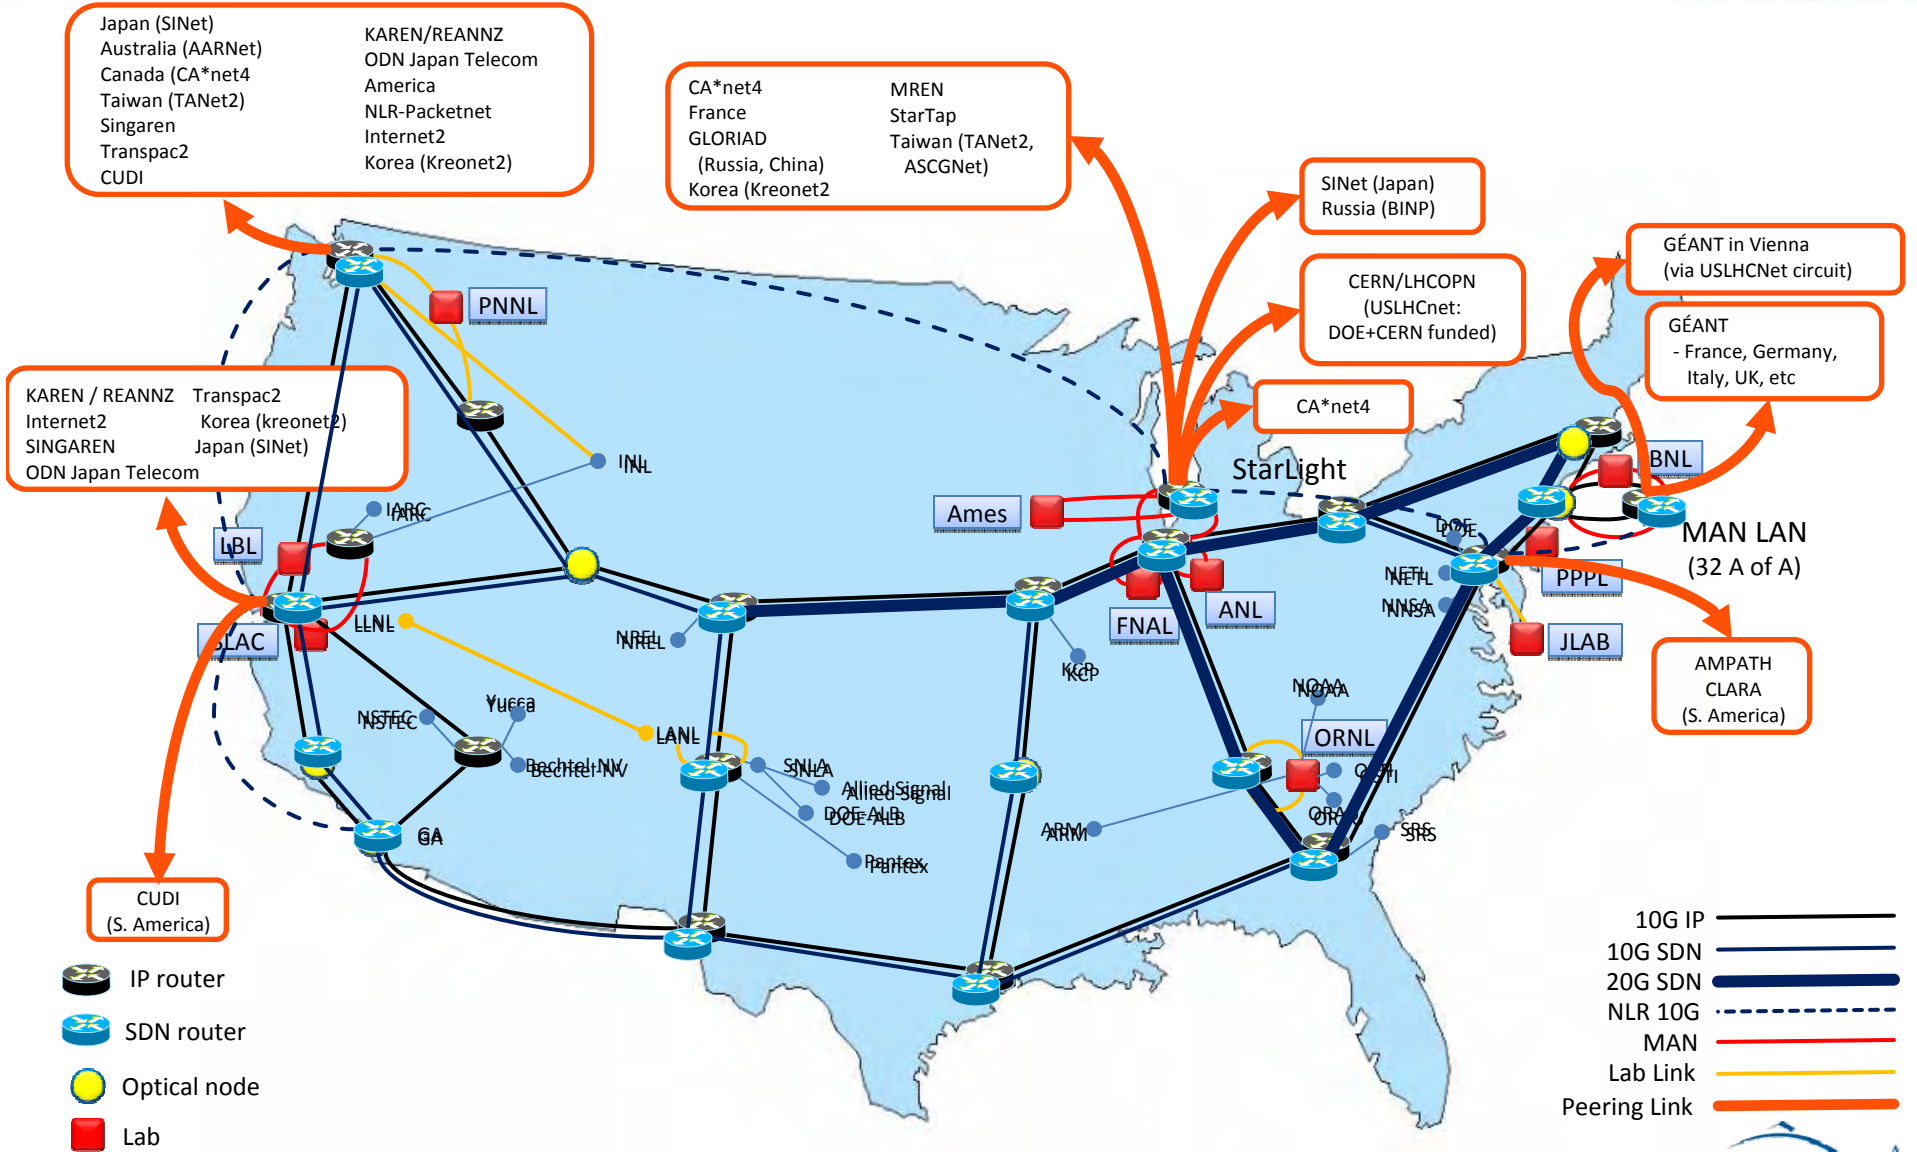 Japan (SINet)
Australia (AARNet)
Canada (CA*net4
Taiwan (TANet2)
Singaren
Transpac2
CUDI
KAREN/REANNZ
ODN Japan Telecom
America
NLR-Packetnet
Internet2
Korea (Kreonet2)
CA*net4
France
GLORIAD
(Russia, China)
Korea (Kreonet2
MREN
StarTap
Taiwan (TANet2,
ASCGNet)
SINet (Japan)
Russia (BINP)
CERN/LHCOPN
(USLHCnet:
DOE+CERN funded)
CA*net4
GÉANT in Vienna
(via USLHCNet circuit)
GÉANT
- France, Germany,
Italy, UK, etc
PNNL
KAREN / REANNZ
Internet2
SINGAREN
ODN Japan Telecom
Transpac2
Korea (kreonet2)
Japan (SINet)
INL
IARC
LBL
SLAC
LLNL
StarLight
Ames
BNL
MAN LAN
(32 A of A)
DOE
NETL
NNSA
PPPL
JLAB
FNAL
ANL
NREL
KCP
NOAA
ORNL
OSTI
ORAU
SRS
ARM
AMPATH
CLARA
(S. America)
Yucca
NSTEC
Bechtel-NV
LANL
SNLA
Allied Signal
DOE-ALB
Pantex
GA
CUDI
(S. America)
IP router
SDN router
Optical node
Lab
10G IP
10G SDN
20G SDN
NLR 10G
MAN
Lab Link
Peering Link